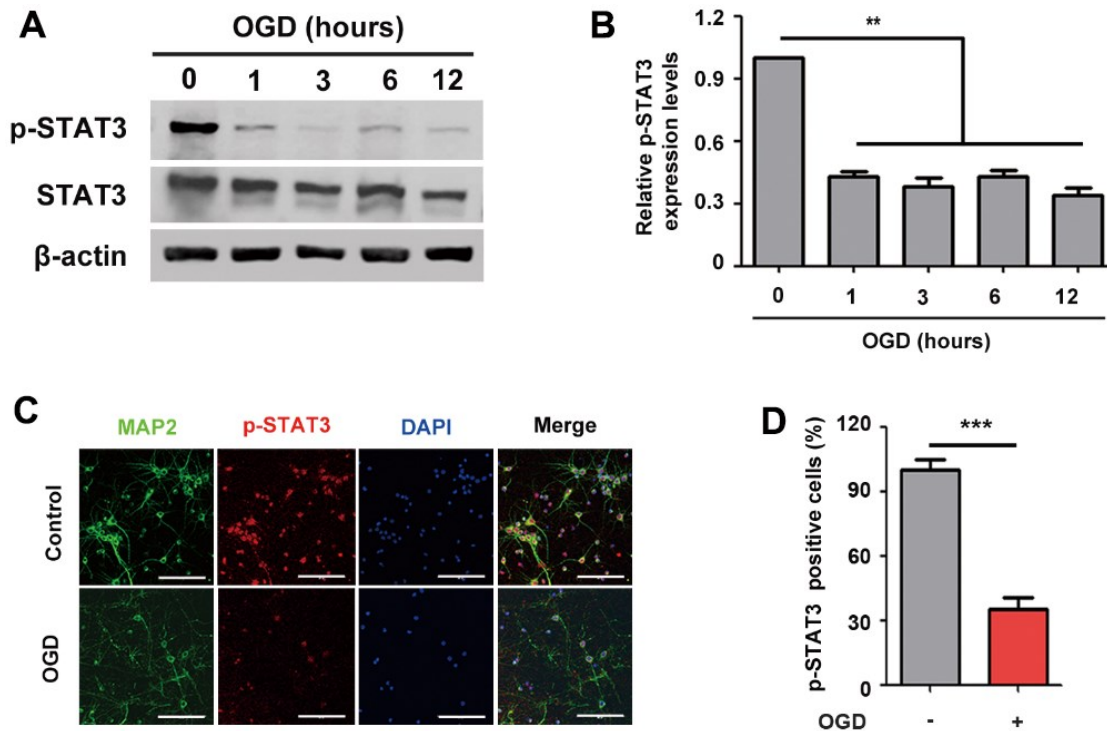 A
OGD (hours)
0 1 3 6 12
p-STAT3
STAT3
β-actin
B
Relative p-STAT3
expression levels
1.2
0.9
0.6
0.3
0
**
0 1 3 6 12
OGD (hours)
C
MAP2 p-STAT3 DAPI Merge
Control
OGD
D
p-STAT3 positive cells (%)
120
90
60
30
0
***
OGD - +